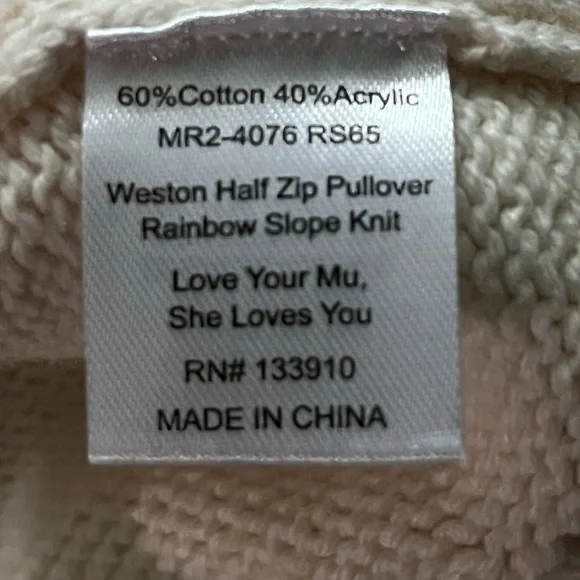 60%Cotton 40%Acrylic
MR2-4076 RS65
Weston Half Zip Pullover
Rainbow Slope Knit
Love Your Mu,
She Loves You
RN# 133910
MADE IN CHINA